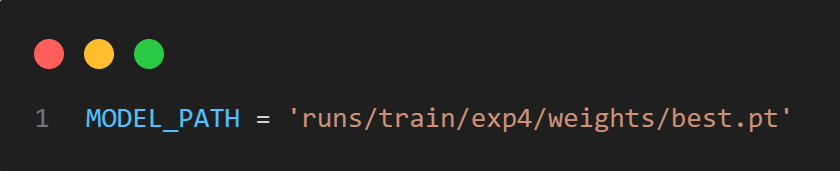 1 MODEL_PATH = 'runs/train/exp4/weights/best.pt'